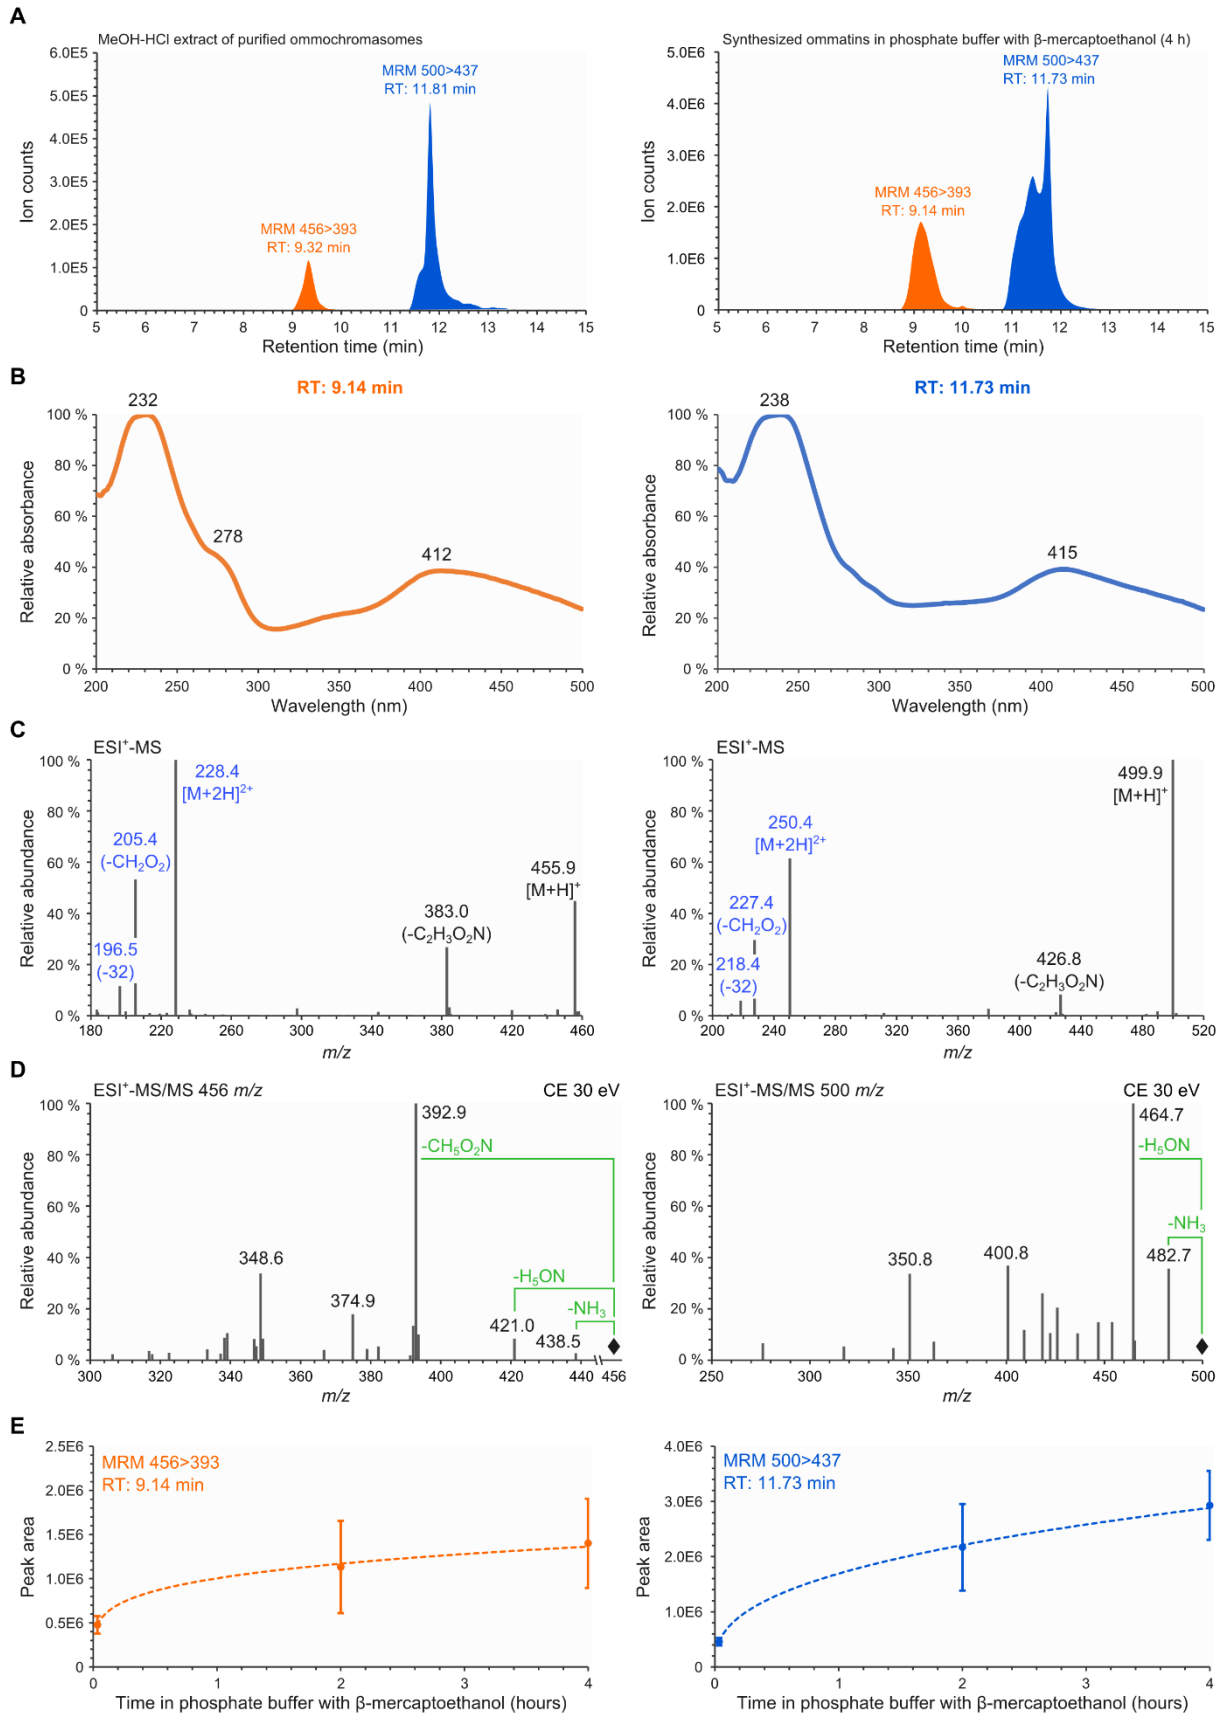 A
MeOH-HCl extract of purified ommochromasomes
6.0E5
5.0E5
4.0E5
3.0E5
2.0E5
1.0E5
0
Ion counts
MRM 500>437
RT: 11.81 min
MRM 456>393
RT: 9.32 min
5 6 7 8 9 10 11 12 13 14 15
Retention time (min)
Synthesized ommatins in phosphate buffer with β-mercaptoethanol (4 h)
5.0E6
4.0E6
3.0E6
2.0E6
1.0E6
0
Ion counts
MRM 500>437
RT: 11.73 min
MRM 456>393
RT: 9.14 min
5 6 7 8 9 10 11 12 13 14 15
Retention time (min)
B
RT: 9.14 min
100 %
80 %
60 %
40 %
20 %
0 %
Relative absorbance
232
278
412
200 250 300 350 400 450 500
Wavelength (nm)
RT: 11.73 min
100 %
80 %
60 %
40 %
20 %
0 %
Relative absorbance
238
415
200 250 300 350 400 450 500
Wavelength (nm)
C
ESI⁺-MS
100 %
80 %
60 %
40 %
20 %
0 %
Relative abundance
228.4
[M+2H]²⁺
205.4
(-CH₂O₂)
196.5
(-32)
455.9
[M+H]⁺
383.0
(-C₂H₃O₂N)
180 220 260 300 340 380 420 460
m/z
ESI⁺-MS
100 %
80 %
60 %
40 %
20 %
0 %
Relative abundance
499.9
[M+H]⁺
250.4
[M+2H]²⁺
227.4
(-CH₂O₂)
218.4
(-32)
426.8
(-C₂H₃O₂N)
200 240 280 320 360 400 440 480 520
m/z
D
ESI⁺-MS/MS 456 m/z
CE 30 eV
100 %
80 %
60 %
40 %
20 %
0 %
Relative abundance
392.9
-CH₅O₂N
348.6
374.9
-H₅ON
-NH₃
421.0
438.5
300 320 340 360 380 400 420 440 456
m/z
ESI⁺-MS/MS 500 m/z
CE 30 eV
100 %
80 %
60 %
40 %
20 %
0 %
Relative abundance
464.7
-H₅ON
-NH₃
482.7
350.8
400.8
250 300 350 400 450 500
m/z
E
2.5E6
2.0E6
1.5E6
1.0E6
0.5E6
0
Peak area
MRM 456>393
RT: 9.14 min
0 1 2 3 4
Time in phosphate buffer with β-mercaptoethanol (hours)
4.0E6
3.0E6
2.0E6
1.0E6
0
Peak area
MRM 500>437
RT: 11.73 min
0 1 2 3 4
Time in phosphate buffer with β-mercaptoethanol (hours)